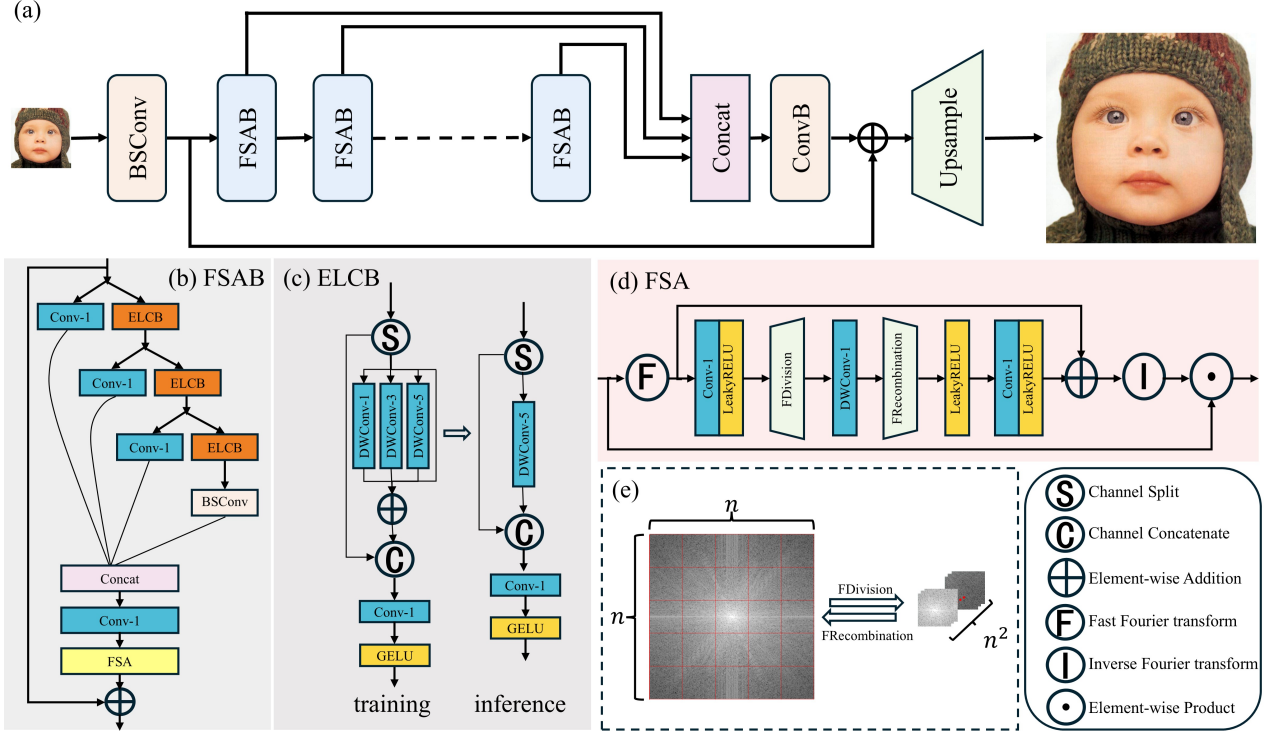 (a)
BSConv
FSAB
FSAB
FSAB
Concat
ConvB
Upsample
(b) FSAB
Conv-1
ELCB
Conv-1
ELCB
Conv-1
ELCB
BSConv
Concat
Conv-1
FSA
(c) ELCB
S
DWConv-1
DWConv-3
DWConv-5
C
Conv-1
GELU
training
S
DWConv-5
C
Conv-1
GELU
inference
(d) FSA
F
Conv-1
LeakyRELU
FDivision
DWConv-1
FRecombination
LeakyRELU
Conv-1
LeakyRELU
I
(e)
n
n
FDivision
FRecombination
n²
S Channel Split
C Channel Concatenate
Element-wise Addition
F Fast Fourier transform
I Inverse Fourier transform
Element-wise Product